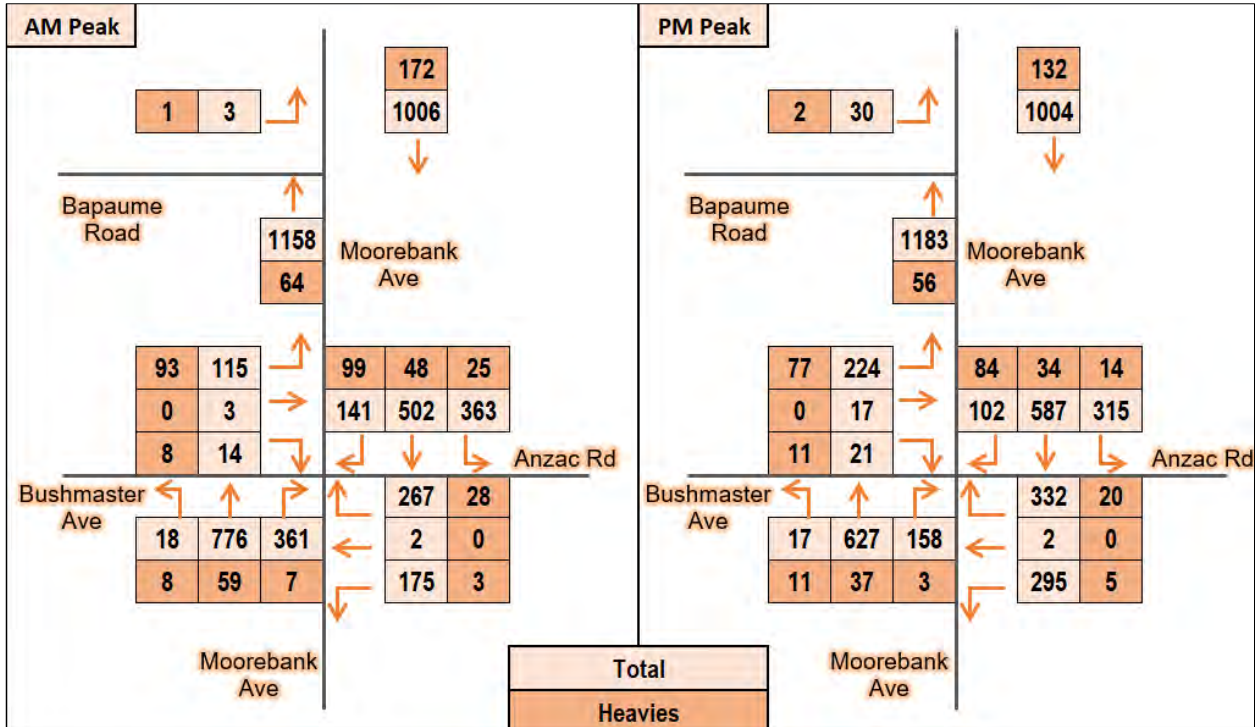 AM Peak
172
1 3
1006
Bapaume
Road
1158
64
Moorebank
Ave
93 115
0 3
8 14
99 48 25
141 502 363
Anzac Rd
Bushmaster
Ave
18 776 361
8 59 7
267 28
2 0
175 3
Moorebank
Ave
PM Peak
132
2 30
1004
Bapaume
Road
1183
56
Moorebank
Ave
77 224
0 17
11 21
84 34 14
102 587 315
Anzac Rd
Bushmaster
Ave
17 627 158
11 37 3
332 20
2 0
295 5
Moorebank
Ave
Total
Heavies